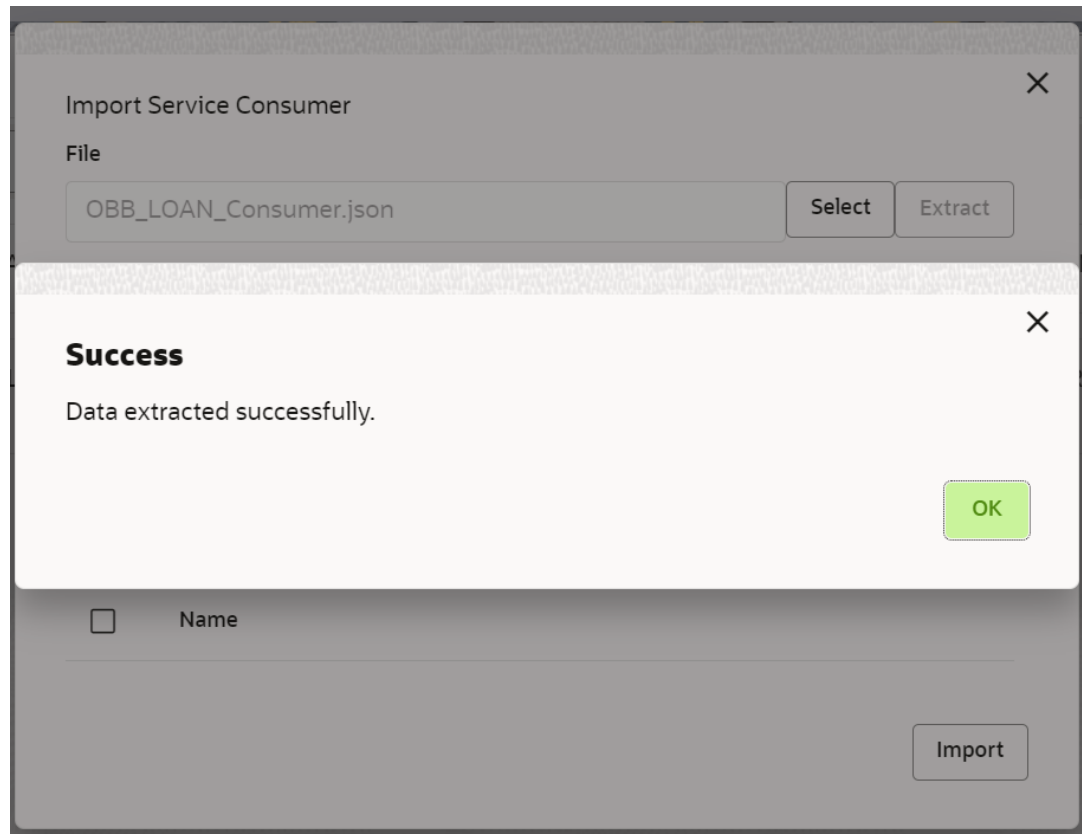 Import Service Consumer
File
OBB_LOAN_Consumer.json
Select
Extract
Success
Data extracted successfully.
OK
Name
Import